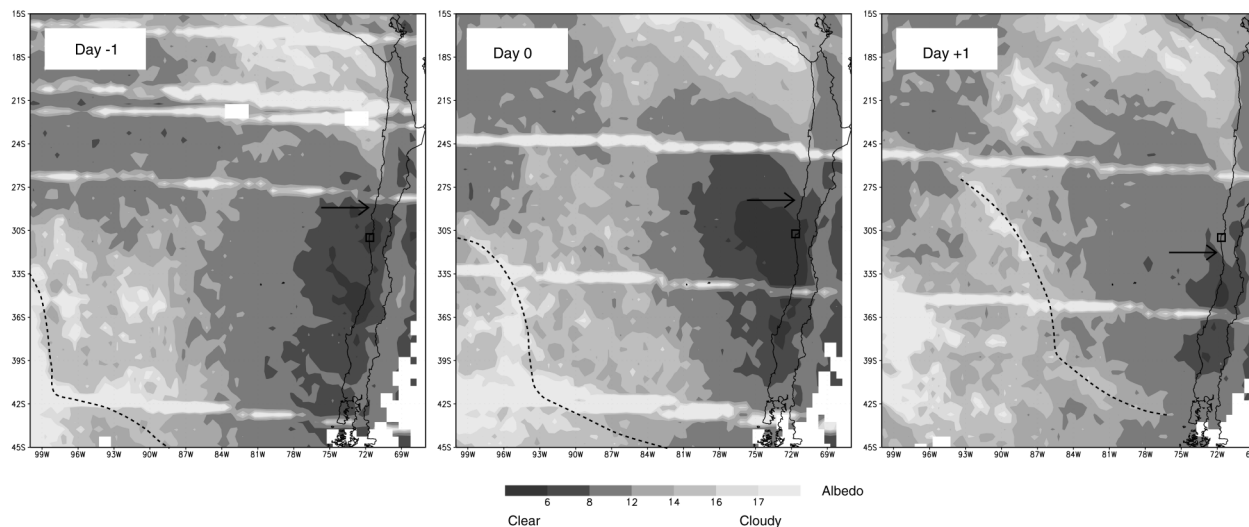 Day -1
Day 0
Day +1
15S
18S
21S
24S
27S
30S
33S
36S
39S
42S
45S
99W 96W 93W 90W 87W 84W 81W 78W 75W 72W 69W
15S
18S
21S
24S
27S
30S
33S
36S
39S
42S
45S
99W 96W 93W 90W 87W 84W 81W 78W 75W 72W 69W
15S
18S
21S
24S
27S
30S
33S
36S
39S
42S
45S
99W 96W 93W 90W 87W 84W 81W 78W 75W 72W 69W
6 8 12 14 16 17 Albedo
Clear Cloudy